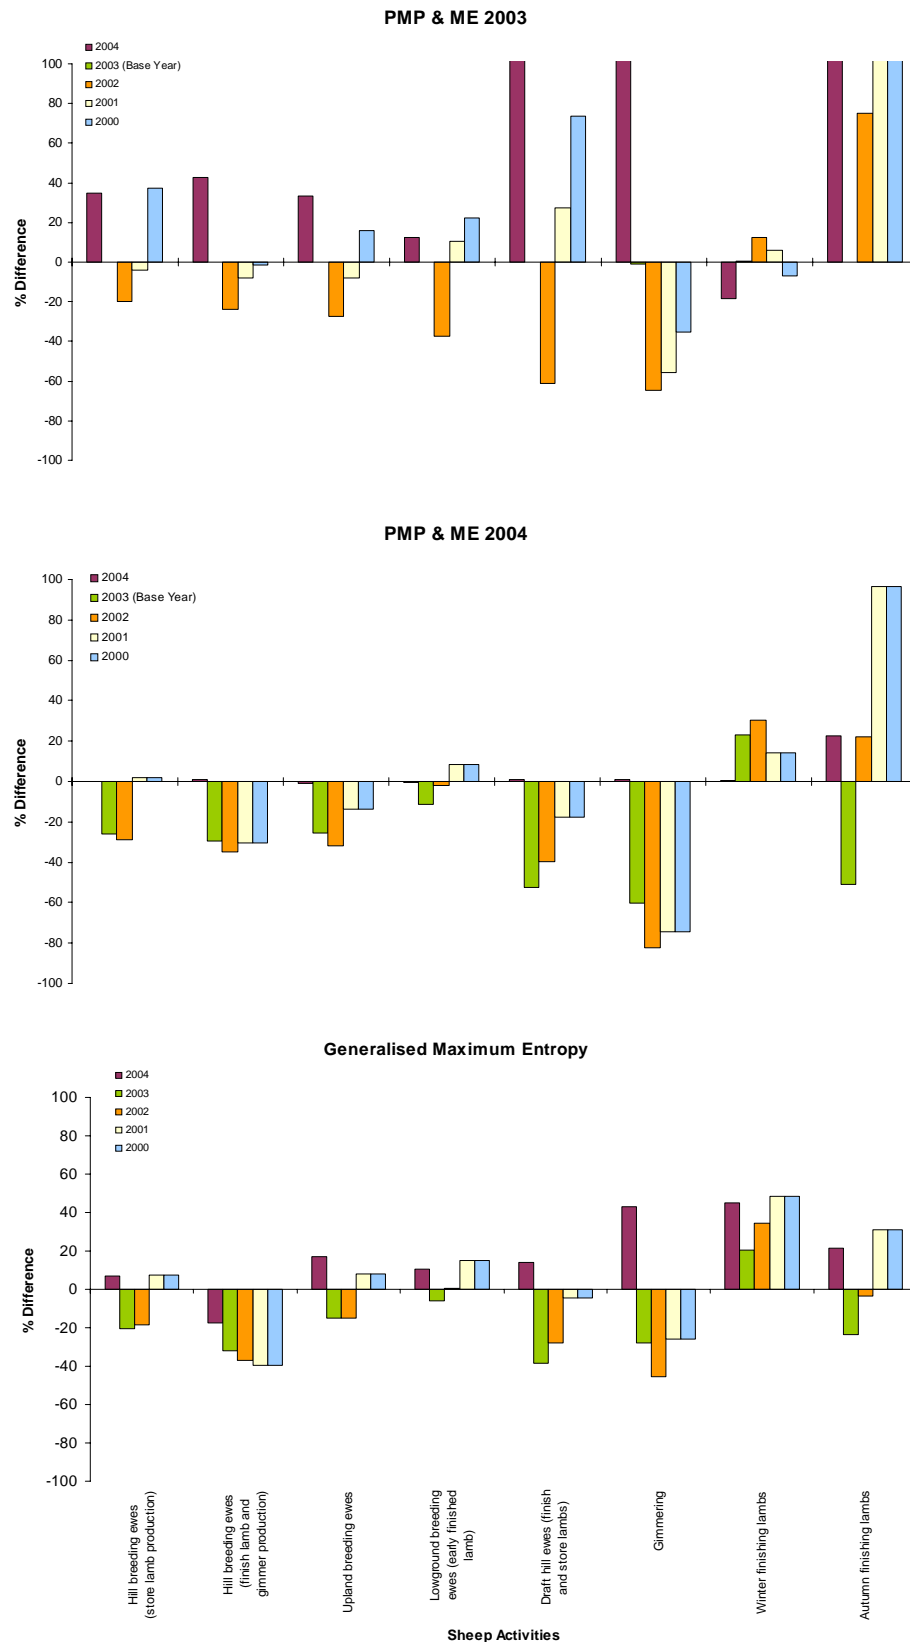 PMP & ME 2003
2004
2003 (Base Year)
2002
2001
2000
100
80
60
40
20
0
-20
-40
-60
-80
-100
% Difference
PMP & ME 2004
2004
2003 (Base Year)
2002
2001
2000
100
80
60
40
20
0
-20
-40
-60
-80
-100
% Difference
Generalised Maximum Entropy
2004
2003
2002
2001
2000
100
80
60
40
20
0
-20
-40
-60
-80
-100
% Difference
Hill breeding ewes
(store lamb production)
Hill breeding ewes
(finish lamb and
gimmer production)
Upland breeding ewes
Lowground breeding
ewes (early finished
lamb)
Draft hill ewes (finish
and store lambs)
Gimmering
Winter finishing lambs
Autumn finishing lambs
Sheep Activities